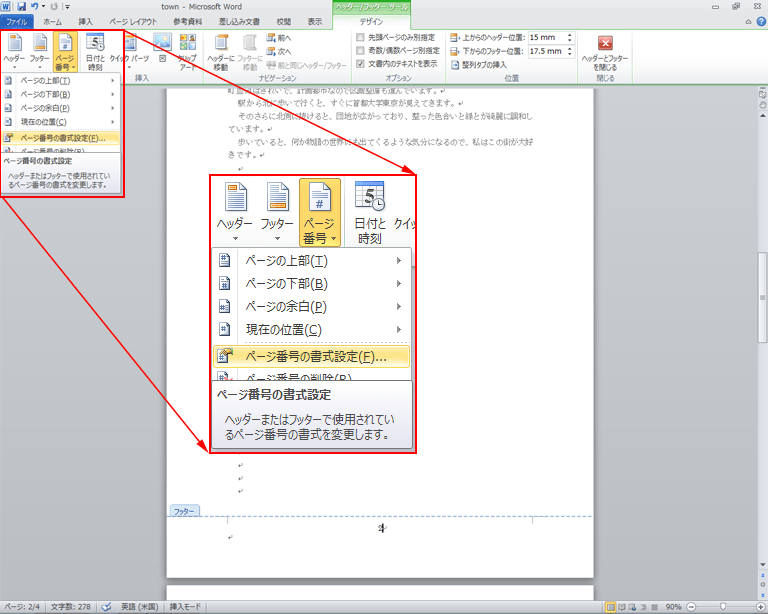 town - Microsoft Word
ヘッダー/フッター ツール
ファイル ホーム 挿入 ページ レイアウト 参考資料 差し込み文書 校閲 表示 デザイン
ヘッダー フッター ページ番号 日付と時刻 クイック パーツ クリップアート
挿入
ヘッダーに移動 フッターに移動
前へ
次へ
前と同じヘッダー/フッター
ナビゲーション
先頭ページのみ別指定
奇数/偶数ページ別指定
文書内のテキストを表示
オプション
上からのヘッダー位置: 15 mm
下からのフッター位置: 17.5 mm
整列タブの挿入
位置
ヘッダーとフッターを閉じる
閉じる
ページの上部(T)
ページの下部(B)
ページの余白(P)
現在の位置(C)
ページ番号の書式設定(F)...
ページ番号の削除(R)
ページ番号の書式設定
ヘッダーまたはフッターで使用されてい
るページ番号の書式を変更します。
駅から北に歩いて行くと、すぐに首都大学東京が見えてきます。
そのさらに北側に抜けると、団地が広がっており、整った色合いと緑とが綺麗に調和し
ています。
歩いていると、何か物語の世界にも出てくるような気分になるので、私はこの街が大好
きです。
ヘッダー フッター ページ 日付と クイッ
番号 時刻
ページの上部(T)
ページの下部(B)
ページの余白(P)
現在の位置(C)
ページ番号の書式設定(F)...
ページ番号の削除(R)
ページ番号の書式設定
ヘッダーまたはフッターで使用されてい
るページ番号の書式を変更します。
フッター
2
ページ: 2/4 文字数: 278 英語 (米国) 挿入モード 90%